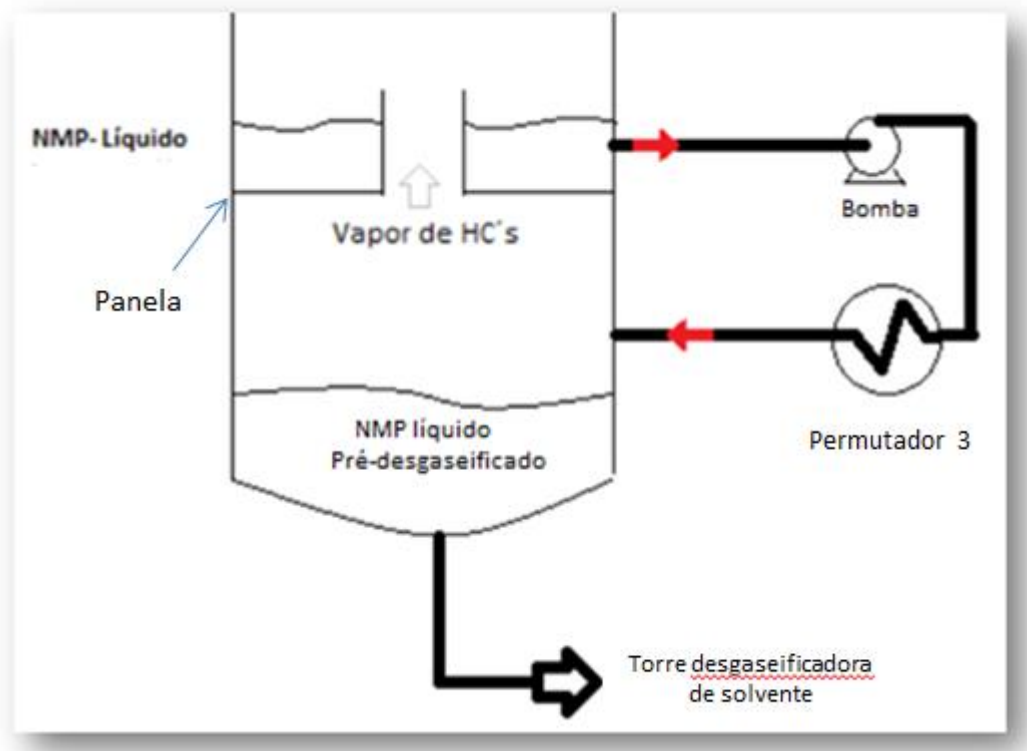 NMP- Líquido
Vapor de HC´s
Bomba
Panela
NMP líquido
Pré-desgaseificado
Permutador 3
Torre desgaseificadora
de solvente